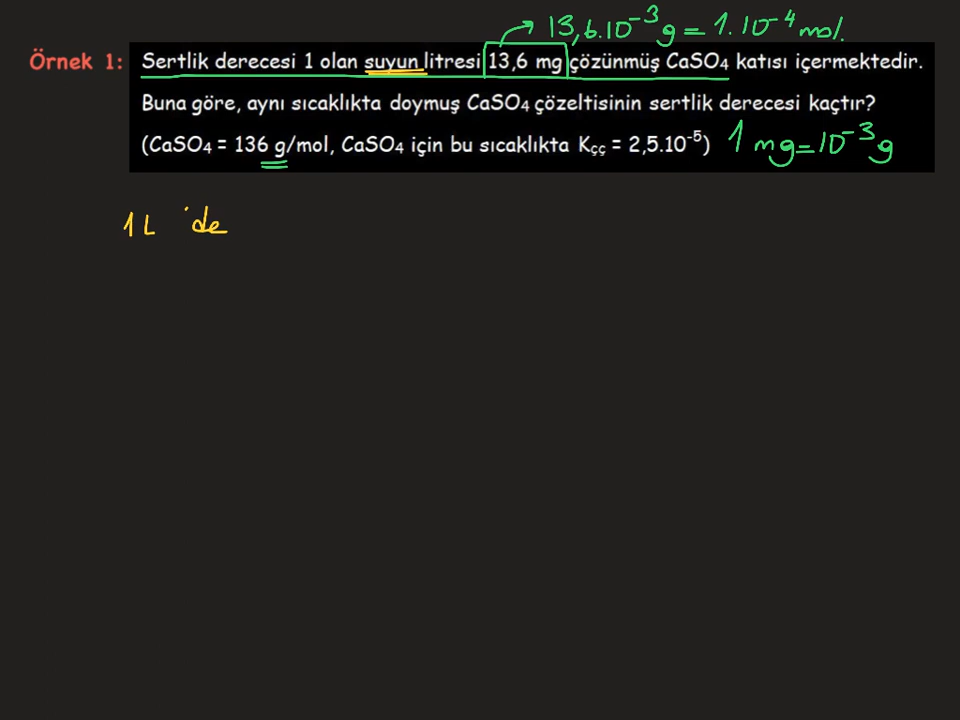 13,6.10⁻³g = 1.10⁻⁴ mol.
Örnek 1: Sertlik derecesi 1 olan suyun litresi 13,6 mg çözünmüş CaSO₄ katısı içermektedir.
Buna göre, aynı sıcaklıkta doymuş CaSO₄ çözeltisinin sertlik derecesi kaçtır?
(CaSO₄ = 136 g/mol, CaSO₄ için bu sıcaklıkta Kçç = 2,5.10⁻⁵) 1 mg = 10⁻³g
1 L 'de